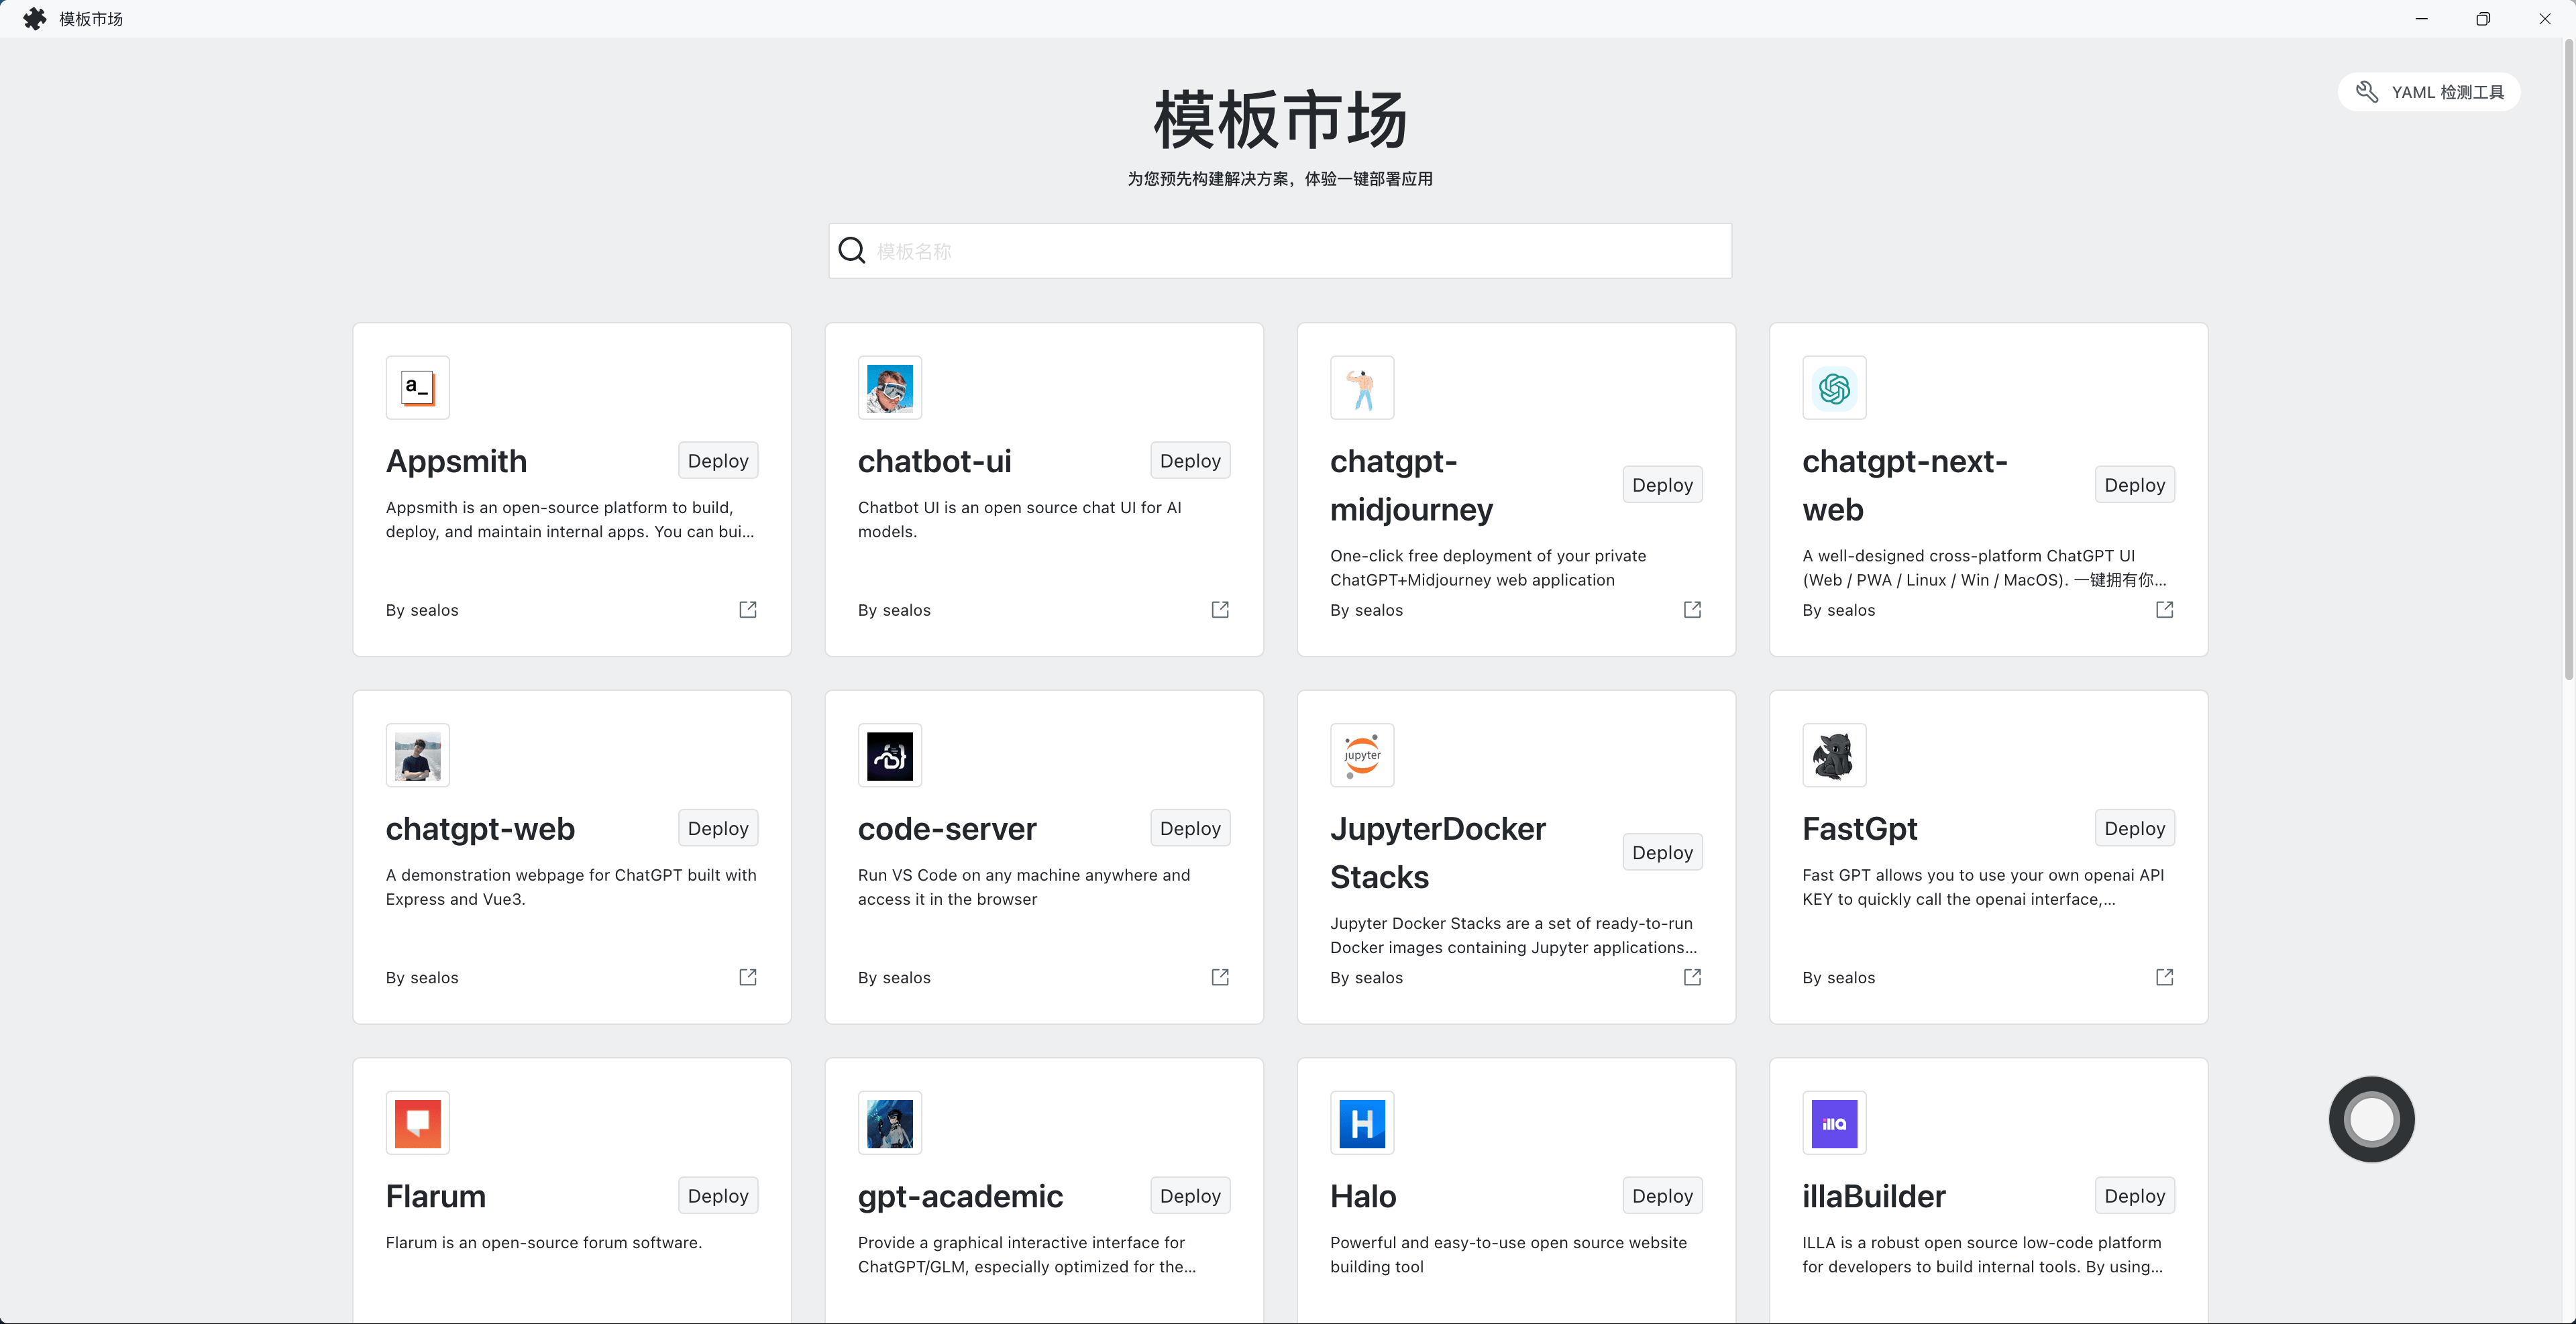 模板市场
YAML 检测工具
模板市场
为您预先构建解决方案，体验一键部署应用
模板名称
a_
Appsmith
Deploy
Appsmith is an open-source platform to build,
deploy, and maintain internal apps. You can bui...
By sealos
chatbot-ui
Deploy
Chatbot UI is an open source chat UI for AI
models.
By sealos
chatgpt-
midjourney
Deploy
One-click free deployment of your private
ChatGPT+Midjourney web application
By sealos
chatgpt-next-
web
Deploy
A well-designed cross-platform ChatGPT UI
(Web / PWA / Linux / Win / MacOS). 一键拥有你...
By sealos
chatgpt-web
Deploy
A demonstration webpage for ChatGPT built with
Express and Vue3.
By sealos
code-server
Deploy
Run VS Code on any machine anywhere and
access it in the browser
By sealos
jupyter
JupyterDocker
Stacks
Deploy
Jupyter Docker Stacks are a set of ready-to-run
Docker images containing Jupyter applications...
By sealos
FastGpt
Deploy
Fast GPT allows you to use your own openai API
KEY to quickly call the openai interface,...
By sealos
Flarum
Deploy
Flarum is an open-source forum software.
gpt-academic
Deploy
Provide a graphical interactive interface for
ChatGPT/GLM, especially optimized for the...
H
Halo
Deploy
Powerful and easy-to-use open source website
building tool
illa
illaBuilder
Deploy
ILLA is a robust open source low-code platform
for developers to build internal tools. By using...